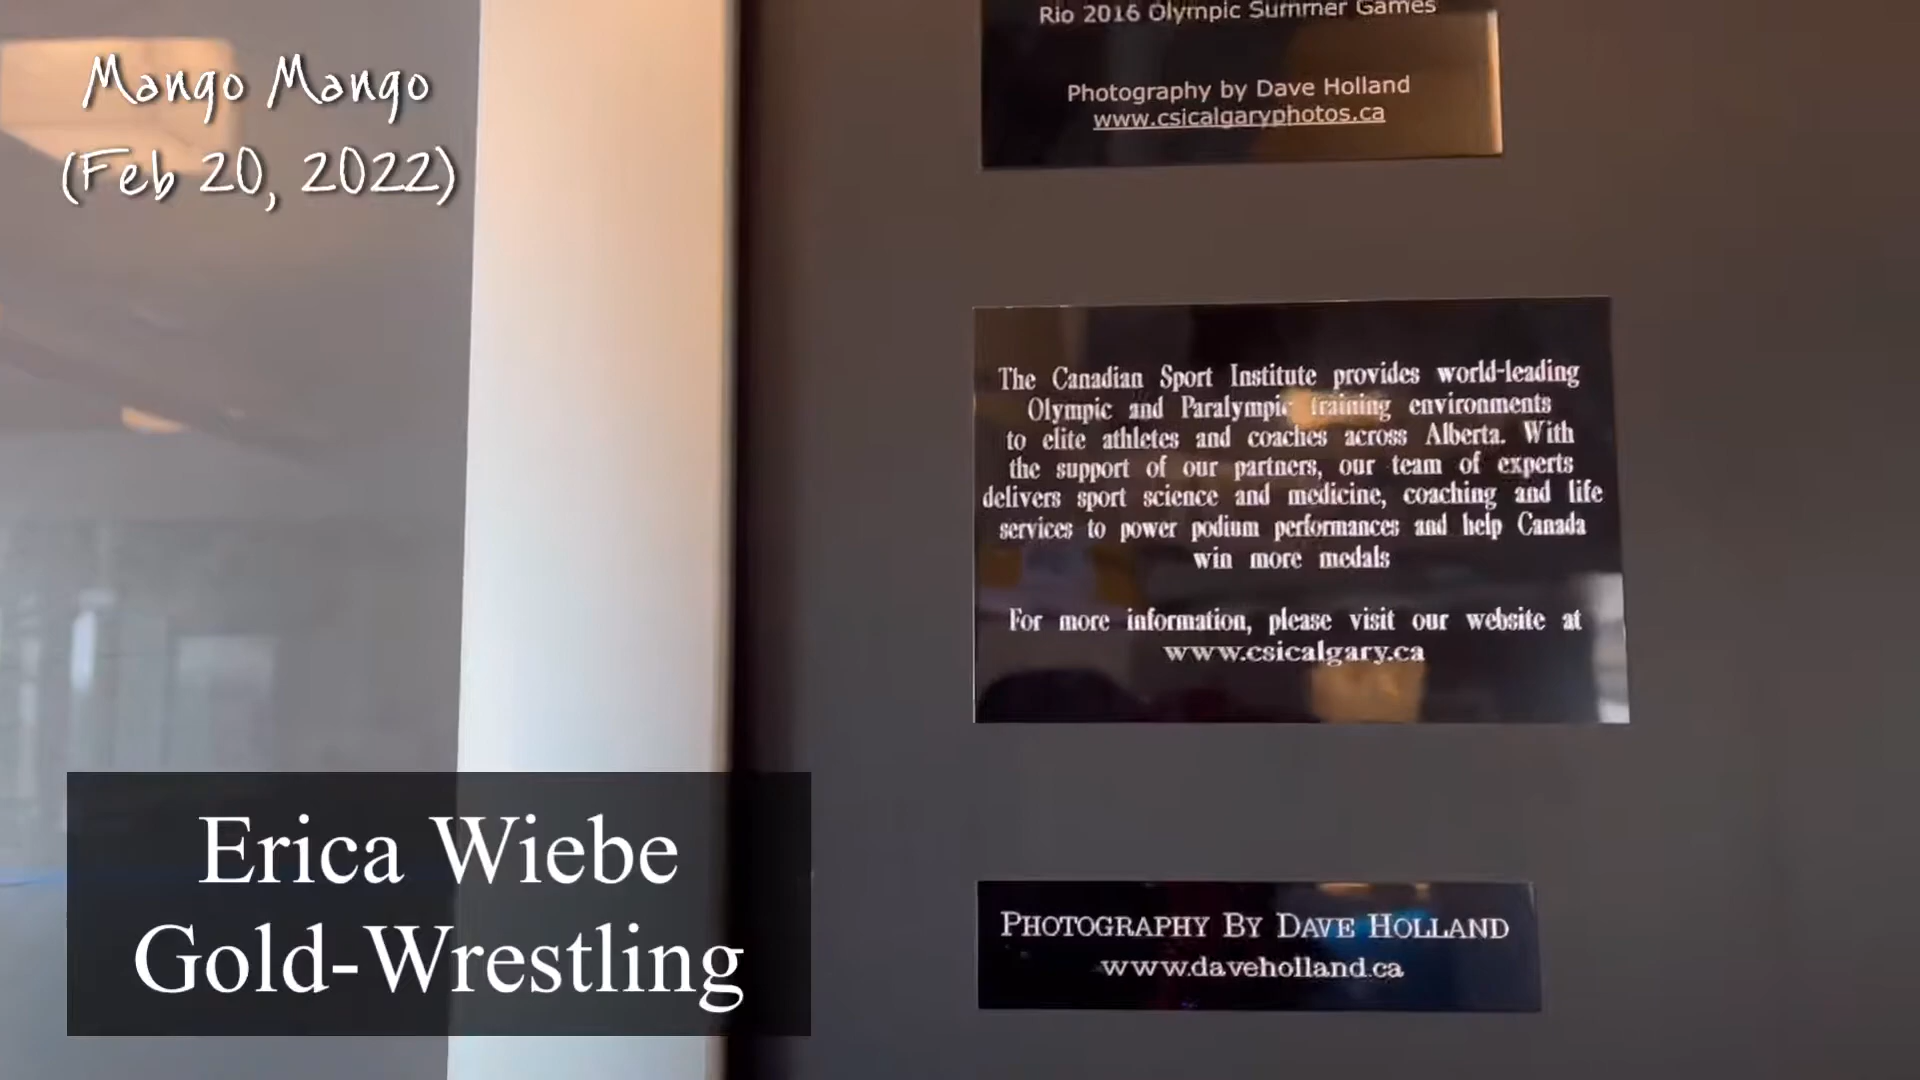 Mango Mango
(Feb 20, 2022)
Rio 2016 Olympic Summer Games
Photography by Dave Holland
www.csicalgaryphotos.ca
The Canadian Sport Institute provides world-leading
Olympic and Paralympic training environments
to elite athletes and coaches across Alberta. With
the support of our partners, our team of experts
delivers sport science and medicine, coaching and life
services to power podium performances and help Canada
win more medals
For more information, please visit our website at
www.csicalgary.ca
Erica Wiebe
Gold-Wrestling
PHOTOGRAPHY BY DAVE HOLLAND
www.daveholland.ca